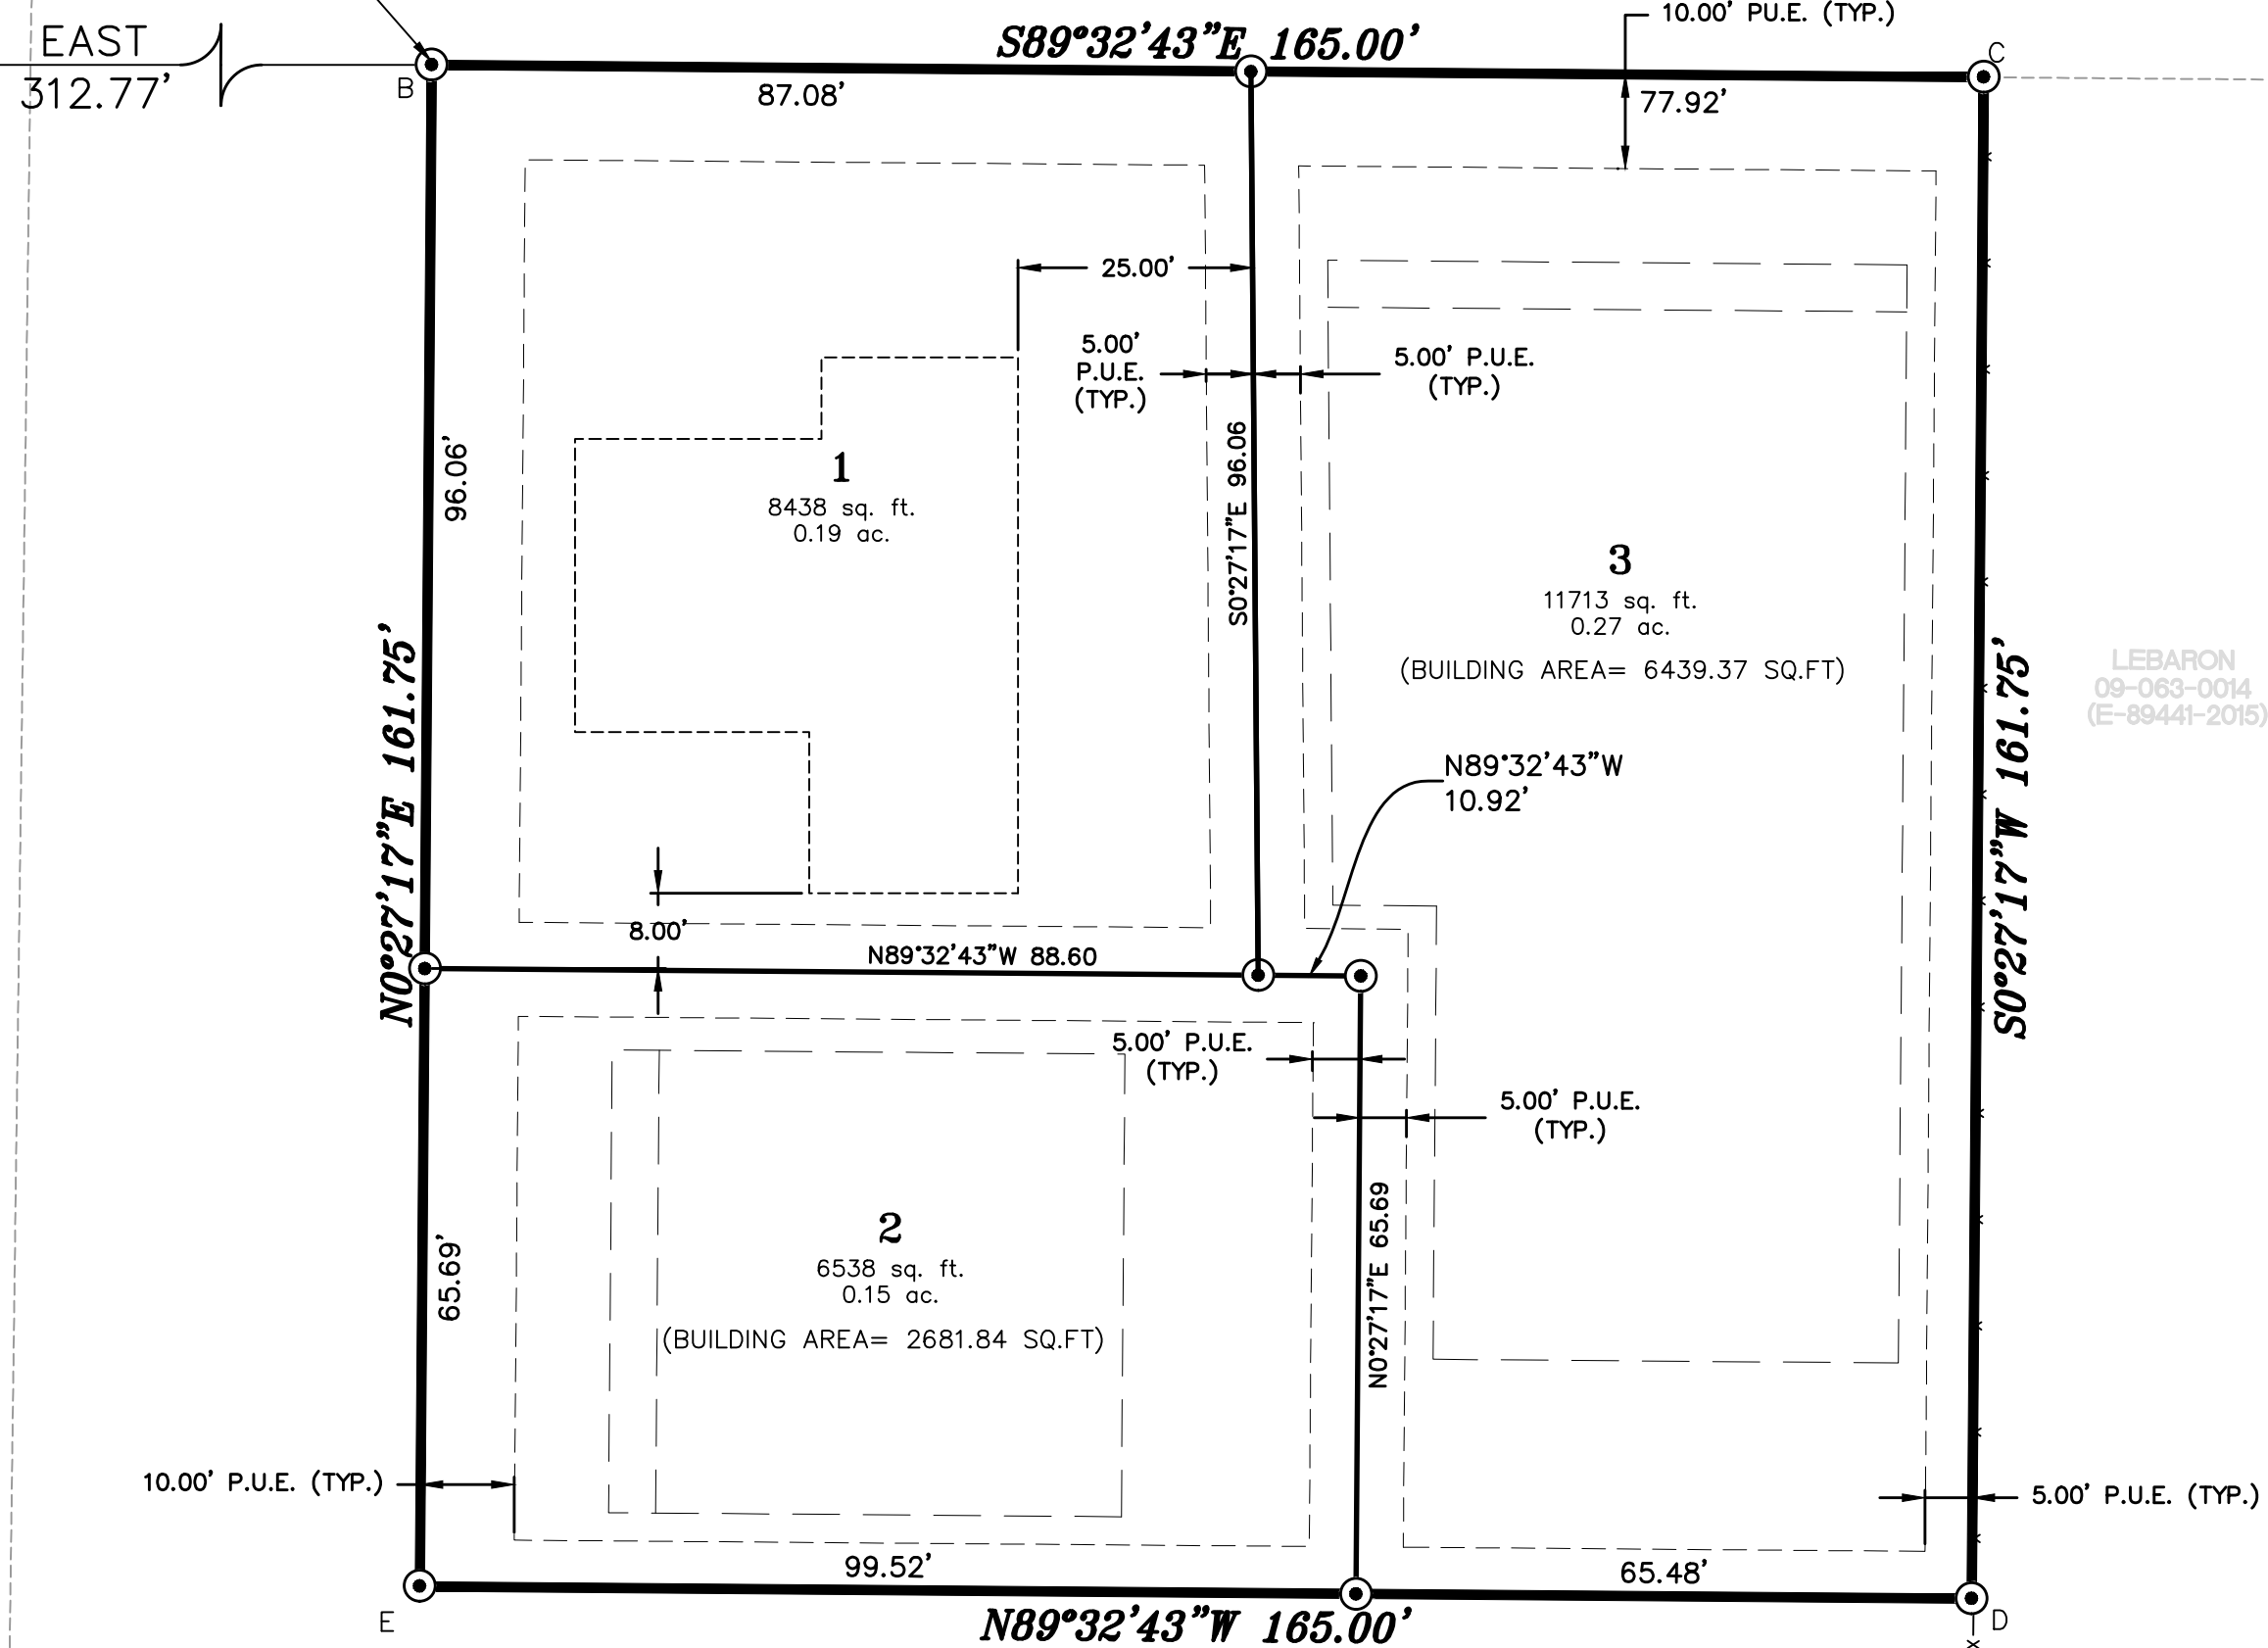 EAST
312.77'
S89°32'43"E 165.00'
10.00' PU.E. (TYP.)
B
C
87.08'
77.92'
25.00'
5.00'
P.U.E.
(TYP.)
5.00' P.U.E.
(TYP.)
96.06'
S0°27'17"E 96.06
1
8438 sq. ft.
0.19 ac.
3
11713 sq. ft.
0.27 ac.
(BUILDING AREA= 6439.37 SQ.FT)
N0°27'17"E 161.75'
S0°27'17"W 161.75'
LEBARON
09-063-0014
(E-89441-2015)
N89°32'43"W
10.92'
8.00'
N89°32'43"W 88.60
5.00' P.U.E.
(TYP.)
5.00' P.U.E.
(TYP.)
N0°27'17"E 65.69
65.69'
2
6538 sq. ft.
0.15 ac.
(BUILDING AREA= 2681.84 SQ.FT)
10.00' P.U.E. (TYP.)
5.00' P.U.E. (TYP.)
99.52'
65.48'
E
N89°32'43"W 165.00'
D